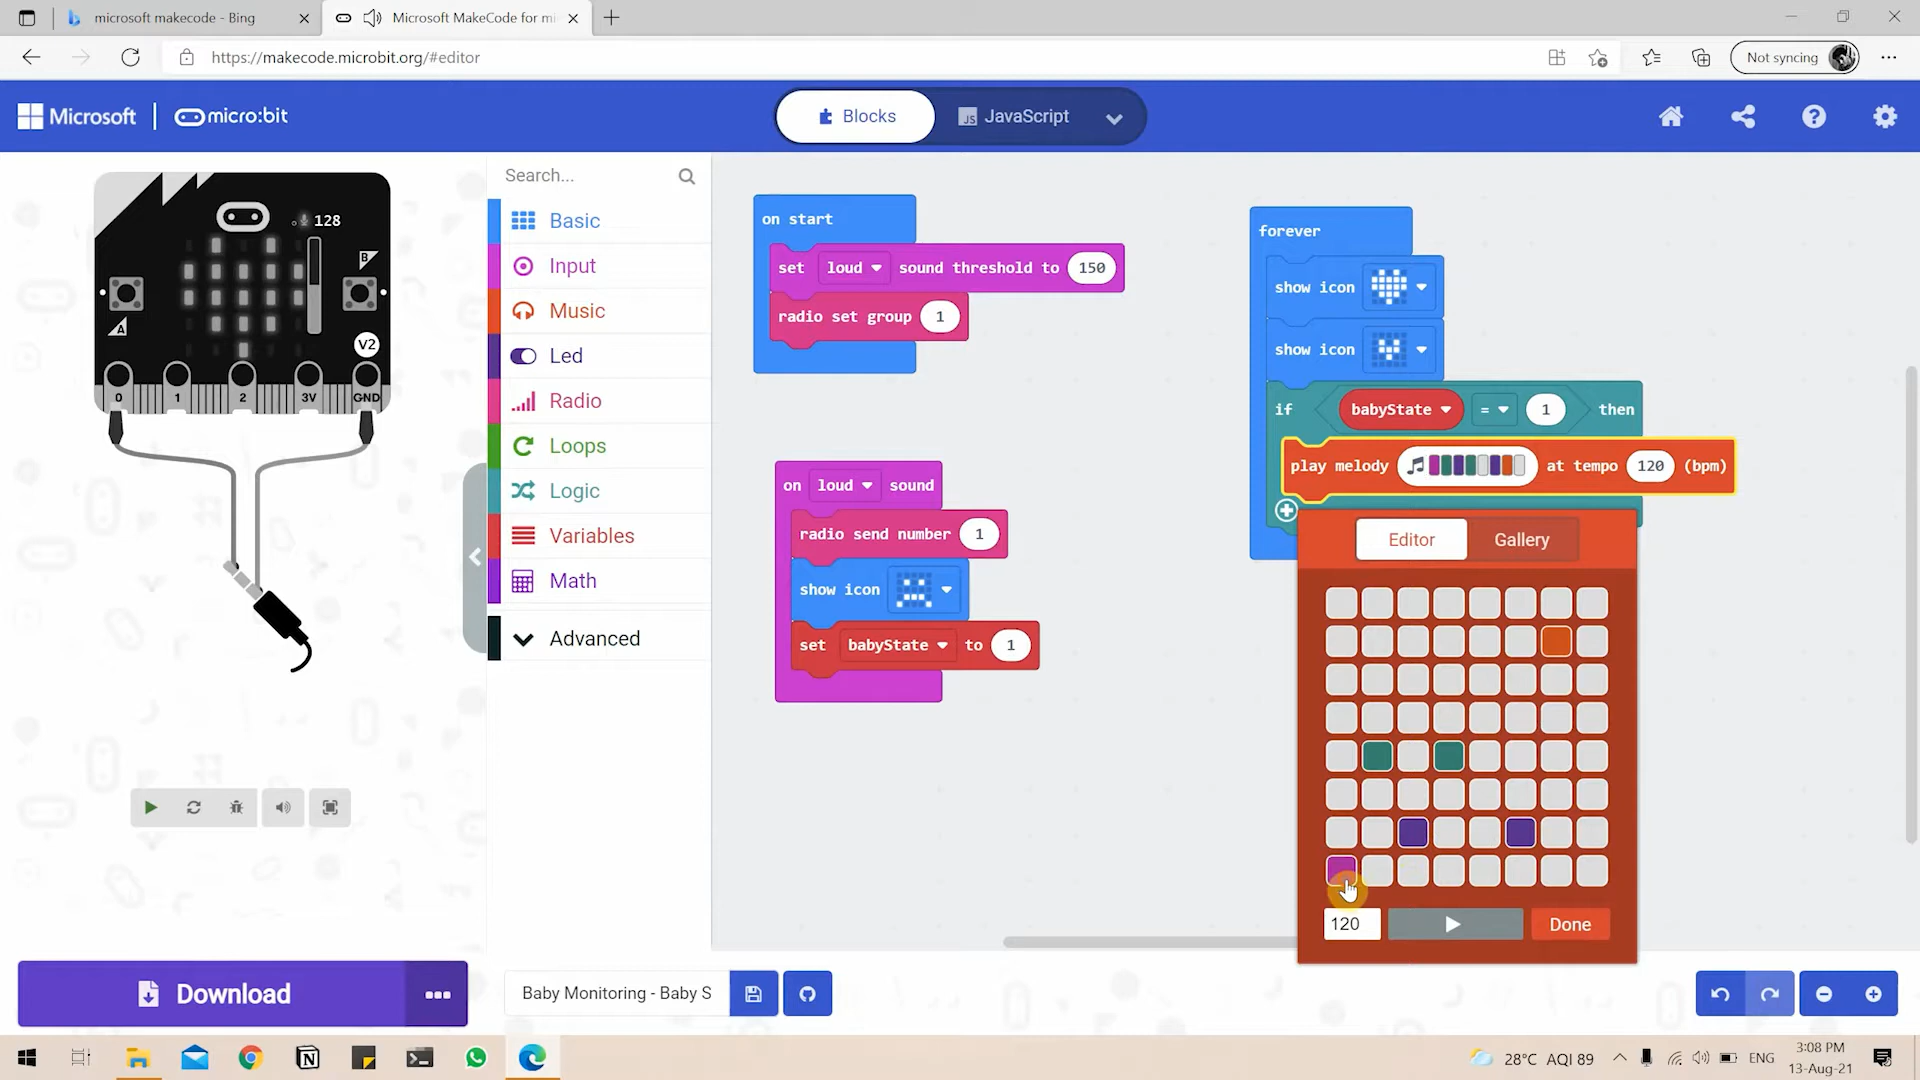 microsoft makecode - Bing
Microsoft MakeCode for mi
https://makecode.microbit.org/#editor
Not syncing
Microsoft
micro:bit
Blocks
JS JavaScript
128
B
A
V2
0 1 2 3V GND
Search...
Basic
Input
Music
Led
Radio
Loops
Logic
Variables
Math
Advanced
on start
set loud sound threshold to 150
radio set group 1
on loud sound
radio send number 1
show icon
set babyState to 1
forever
show icon
show icon
if babyState = 1 then
play melody at tempo 120 (bpm)
Editor Gallery
120 Done
Download
Baby Monitoring - Baby S
28°C AQI 89
ENG
3:08 PM
13-Aug-21